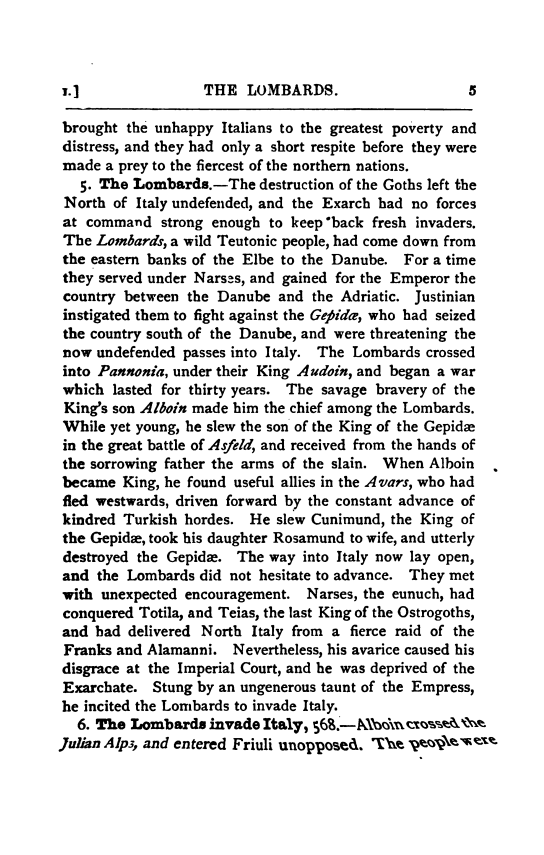 I.] THE LOMBARDS. 5
brought the unhappy Italians to the greatest poverty and
distress, and they had only a short respite before they were
made a prey to the fiercest of the northern nations.
5. The Lombards.—The destruction of the Goths left the
North of Italy undefended, and the Exarch had no forces
at command strong enough to keep back fresh invaders.
The Lombards, a wild Teutonic people, had come down from
the eastern banks of the Elbe to the Danube. For a time
they served under Narses, and gained for the Emperor the
country between the Danube and the Adriatic. Justinian
instigated them to fight against the Gepidæ, who had seized
the country south of the Danube, and were threatening the
now undefended passes into Italy. The Lombards crossed
into Pannonia, under their King Audoin, and began a war
which lasted for thirty years. The savage bravery of the
King's son Alboin made him the chief among the Lombards.
While yet young, he slew the son of the King of the Gepidæ
in the great battle of Asfeld, and received from the hands of
the sorrowing father the arms of the slain. When Alboin
became King, he found useful allies in the Avars, who had
fled westwards, driven forward by the constant advance of
kindred Turkish hordes. He slew Cunimund, the King of
the Gepidæ, took his daughter Rosamund to wife, and utterly
destroyed the Gepidæ. The way into Italy now lay open,
and the Lombards did not hesitate to advance. They met
with unexpected encouragement. Narses, the eunuch, had
conquered Totila, and Teias, the last King of the Ostrogoths,
and had delivered North Italy from a fierce raid of the
Franks and Alamanni. Nevertheless, his avarice caused his
disgrace at the Imperial Court, and he was deprived of the
Exarchate. Stung by an ungenerous taunt of the Empress,
he incited the Lombards to invade Italy.
6. The Lombards invade Italy, 568.—Alboin crossed the
Julian Alps, and entered Friuli unopposed. The people were